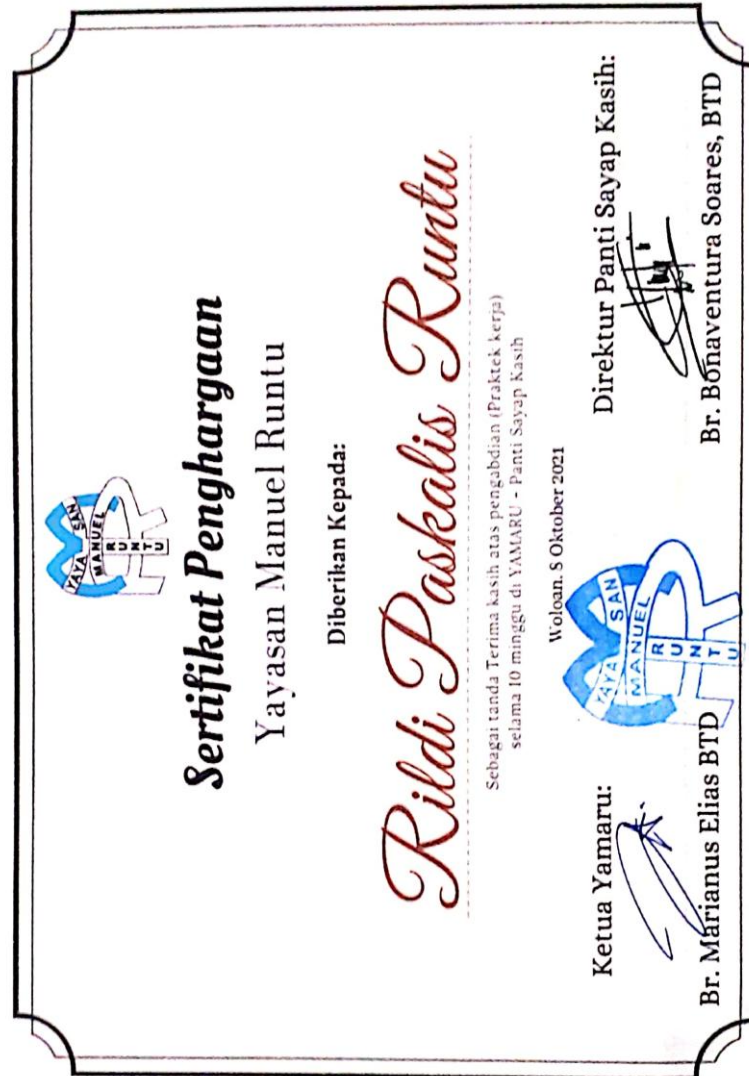 YAYASAN
MANUEL
RUNTU
Sertifikat Penghargaan
Yayasan Manuel Runtu
Diberikan Kepada:
Rildi Paskalis Runtu
Sebagai tanda Terima kasih atas pengabdian (Praktek kerja)
selama 10 minggu di YAMARU - Panti Sayap Kasih
Woloan, 8 Oktober 2021
Ketua Yamaru:
Direktur Panti Sayap Kasih:
YAYASAN
MANUEL
RUNTU
Br. Marianus Elias BTD
Br. Bonaventura Soares, BTD